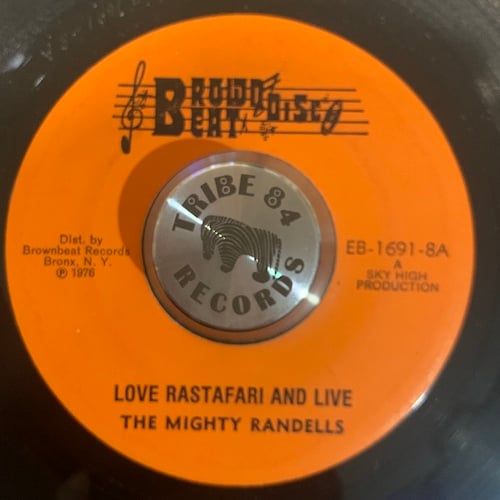 BROWN DISC
BEAT
TRIBE 84
RECORDS
Dist. by
Brownbeat Records
Bronx, N. Y.
℗ 1976
EB-1691-8A
A
SKY HIGH
PRODUCTION
LOVE RASTAFARI AND LIVE
THE MIGHTY RANDELLS